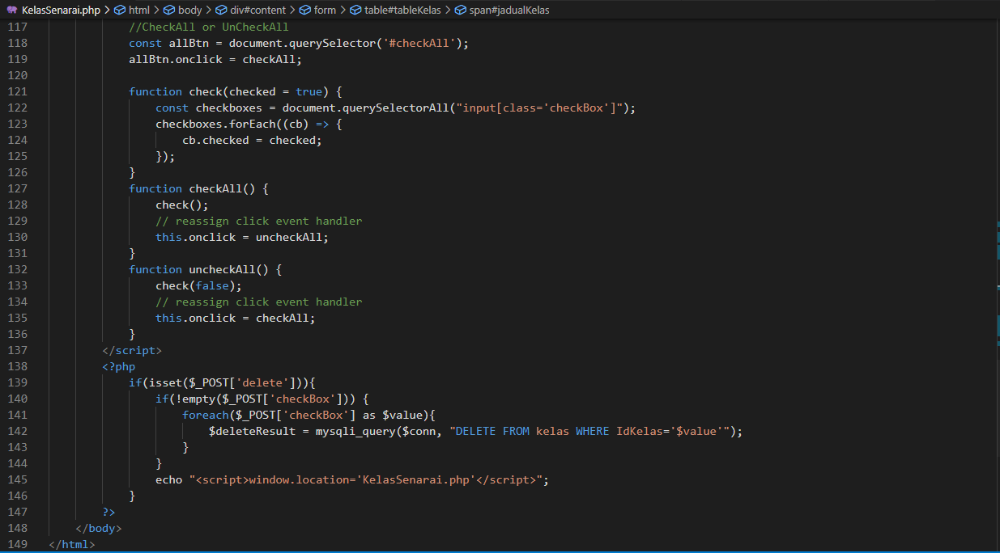 KelasSenarai.php > html > body > div#content > form > table#tableKelas > span#jadualKelas
117 //CheckAll or UnCheckAll
118 const allBtn = document.querySelector('#checkAll');
119 allBtn.onclick = checkAll;
120
121 function check(checked = true) {
122 const checkboxes = document.querySelectorAll("input[class='checkBox']");
123 checkboxes.forEach((cb) => {
124 cb.checked = checked;
125 });
126 }
127 function checkAll() {
128 check();
129 // reassign click event handler
130 this.onclick = uncheckAll;
131 }
132 function uncheckAll() {
133 check(false);
134 // reassign click event handler
135 this.onclick = checkAll;
136 }
137 </script>
138 <?php
139 if(isset($_POST['delete'])){
140 if(!empty($_POST['checkBox'])) {
141 foreach($_POST['checkBox'] as $value){
142 $deleteResult = mysqli_query($conn, "DELETE FROM kelas WHERE IdKelas='$value'");
143 }
144 }
145 echo "<script>window.location='KelasSenarai.php'</script>";
146 }
147 ?>
148 </body>
149 </html>